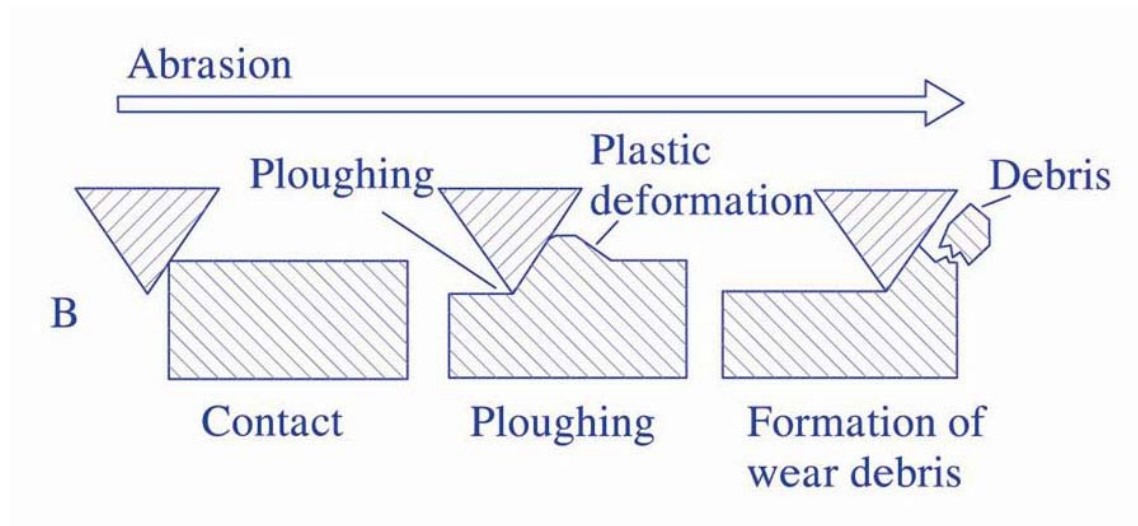 Abrasion
Ploughing
Plastic
deformation
Debris
B
Contact
Ploughing
Formation of
wear debris